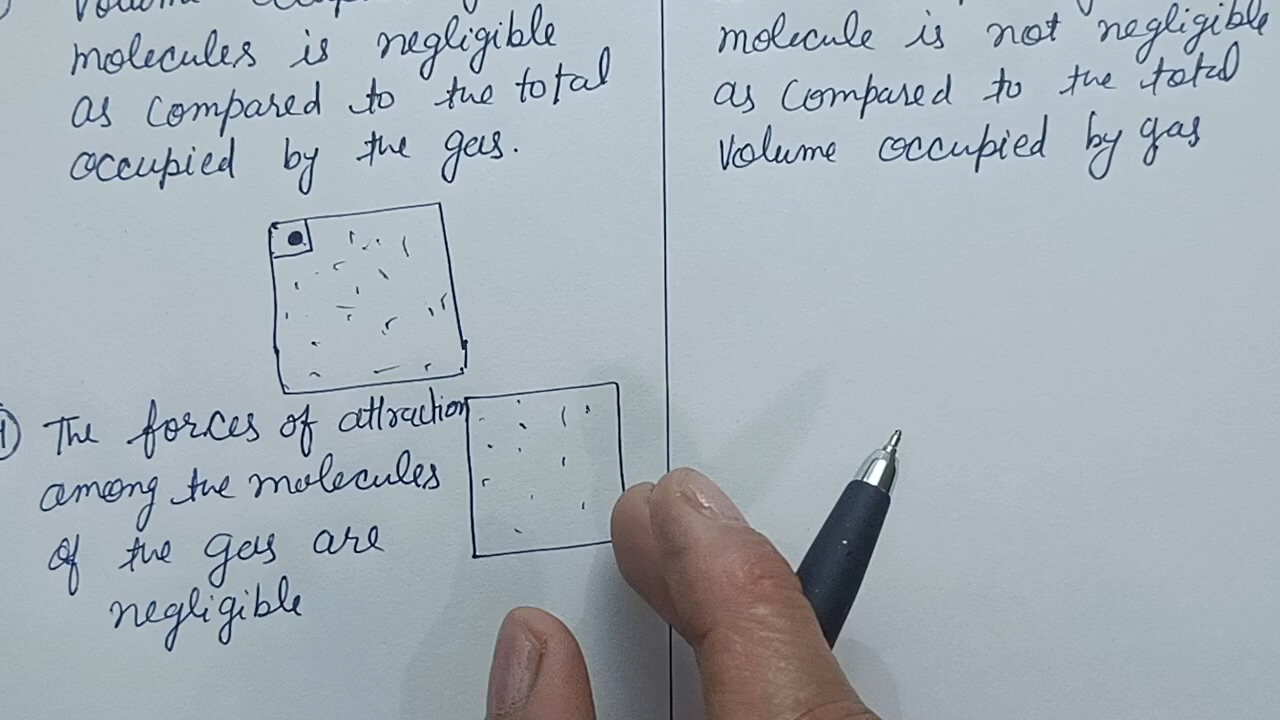 volume
molecules is negligible
as compared to the total
occupied by the gas.
The forces of attraction
among the molecules
of the gas are
negligible
molecule is not negligible
as compared to the total
volume occupied by gas